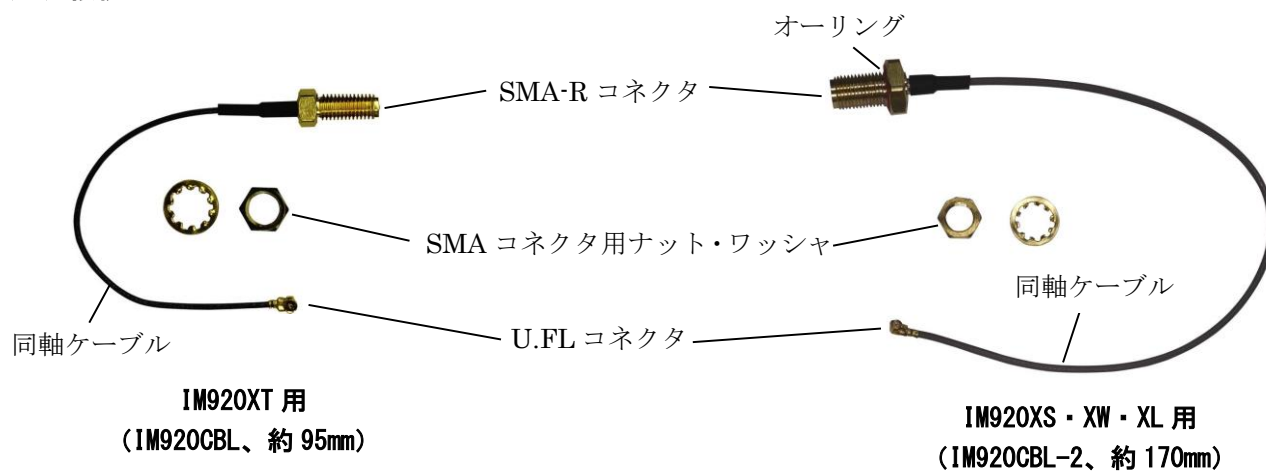 オーリング
SMA-R コネクタ
SMA コネクタ用ナット・ワッシャ
同軸ケーブル
同軸ケーブル
U.FL コネクタ
IM920XT 用
(IM920CBL、約 95mm)
IM920XS・XW・XL 用
(IM920CBL-2、約 170mm)